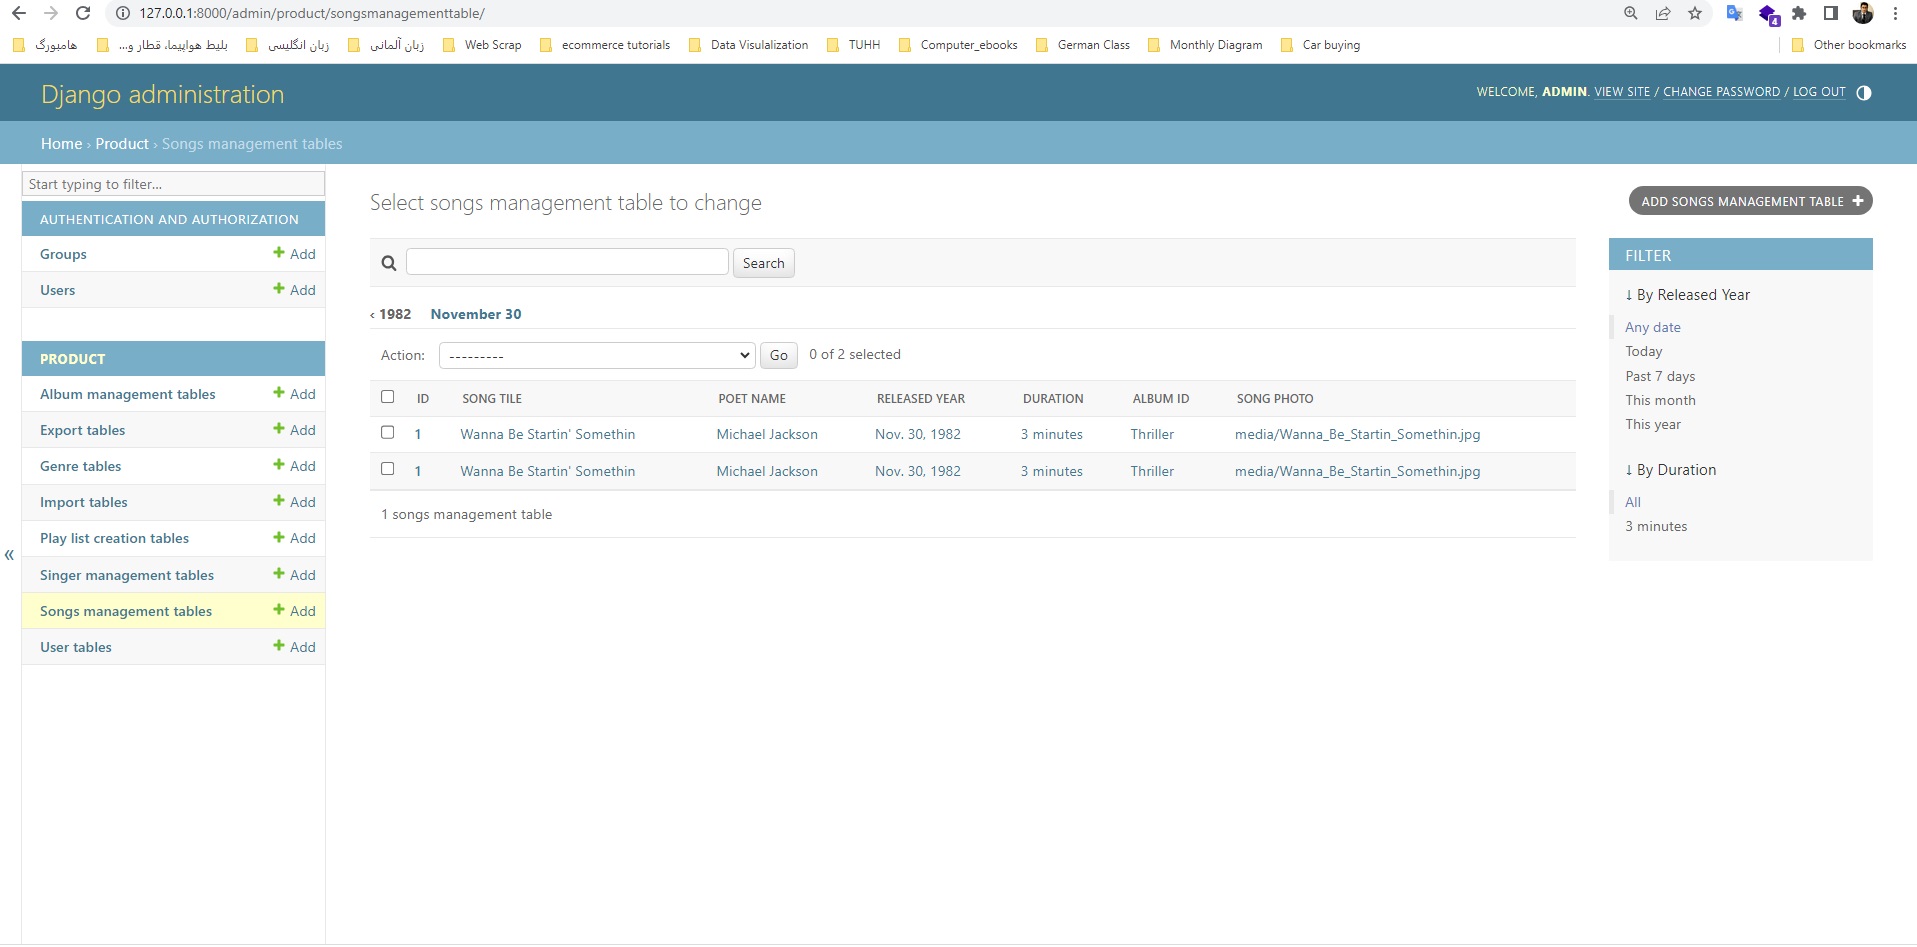 127.0.0.1:8000/admin/product/songsmanagementtable/
4
هامبورگ بلیط هواپیما، قطار و... زبان انگلیسی زبان آلمانی Web Scrap ecommerce tutorials Data Visulalization TUHH Computer_ebooks German Class Monthly Diagram Car buying Other bookmarks
Django administration
WELCOME, ADMIN. VIEW SITE / CHANGE PASSWORD / LOG OUT
Home › Product › Songs management tables
Start typing to filter...
AUTHENTICATION AND AUTHORIZATION
Groups + Add
Users + Add
PRODUCT
Album management tables + Add
Export tables + Add
Genre tables + Add
Import tables + Add
Play list creation tables + Add
Singer management tables + Add
Songs management tables + Add
User tables + Add
«
Select songs management table to change
ADD SONGS MANAGEMENT TABLE +
Search
‹ 1982 November 30
Action: --------- Go 0 of 2 selected
ID SONG TILE POET NAME RELEASED YEAR DURATION ALBUM ID SONG PHOTO
1 Wanna Be Startin' Somethin Michael Jackson Nov. 30, 1982 3 minutes Thriller media/Wanna_Be_Startin_Somethin.jpg
1 Wanna Be Startin' Somethin Michael Jackson Nov. 30, 1982 3 minutes Thriller media/Wanna_Be_Startin_Somethin.jpg
1 songs management table
FILTER
↓ By Released Year
Any date
Today
Past 7 days
This month
This year
↓ By Duration
All
3 minutes